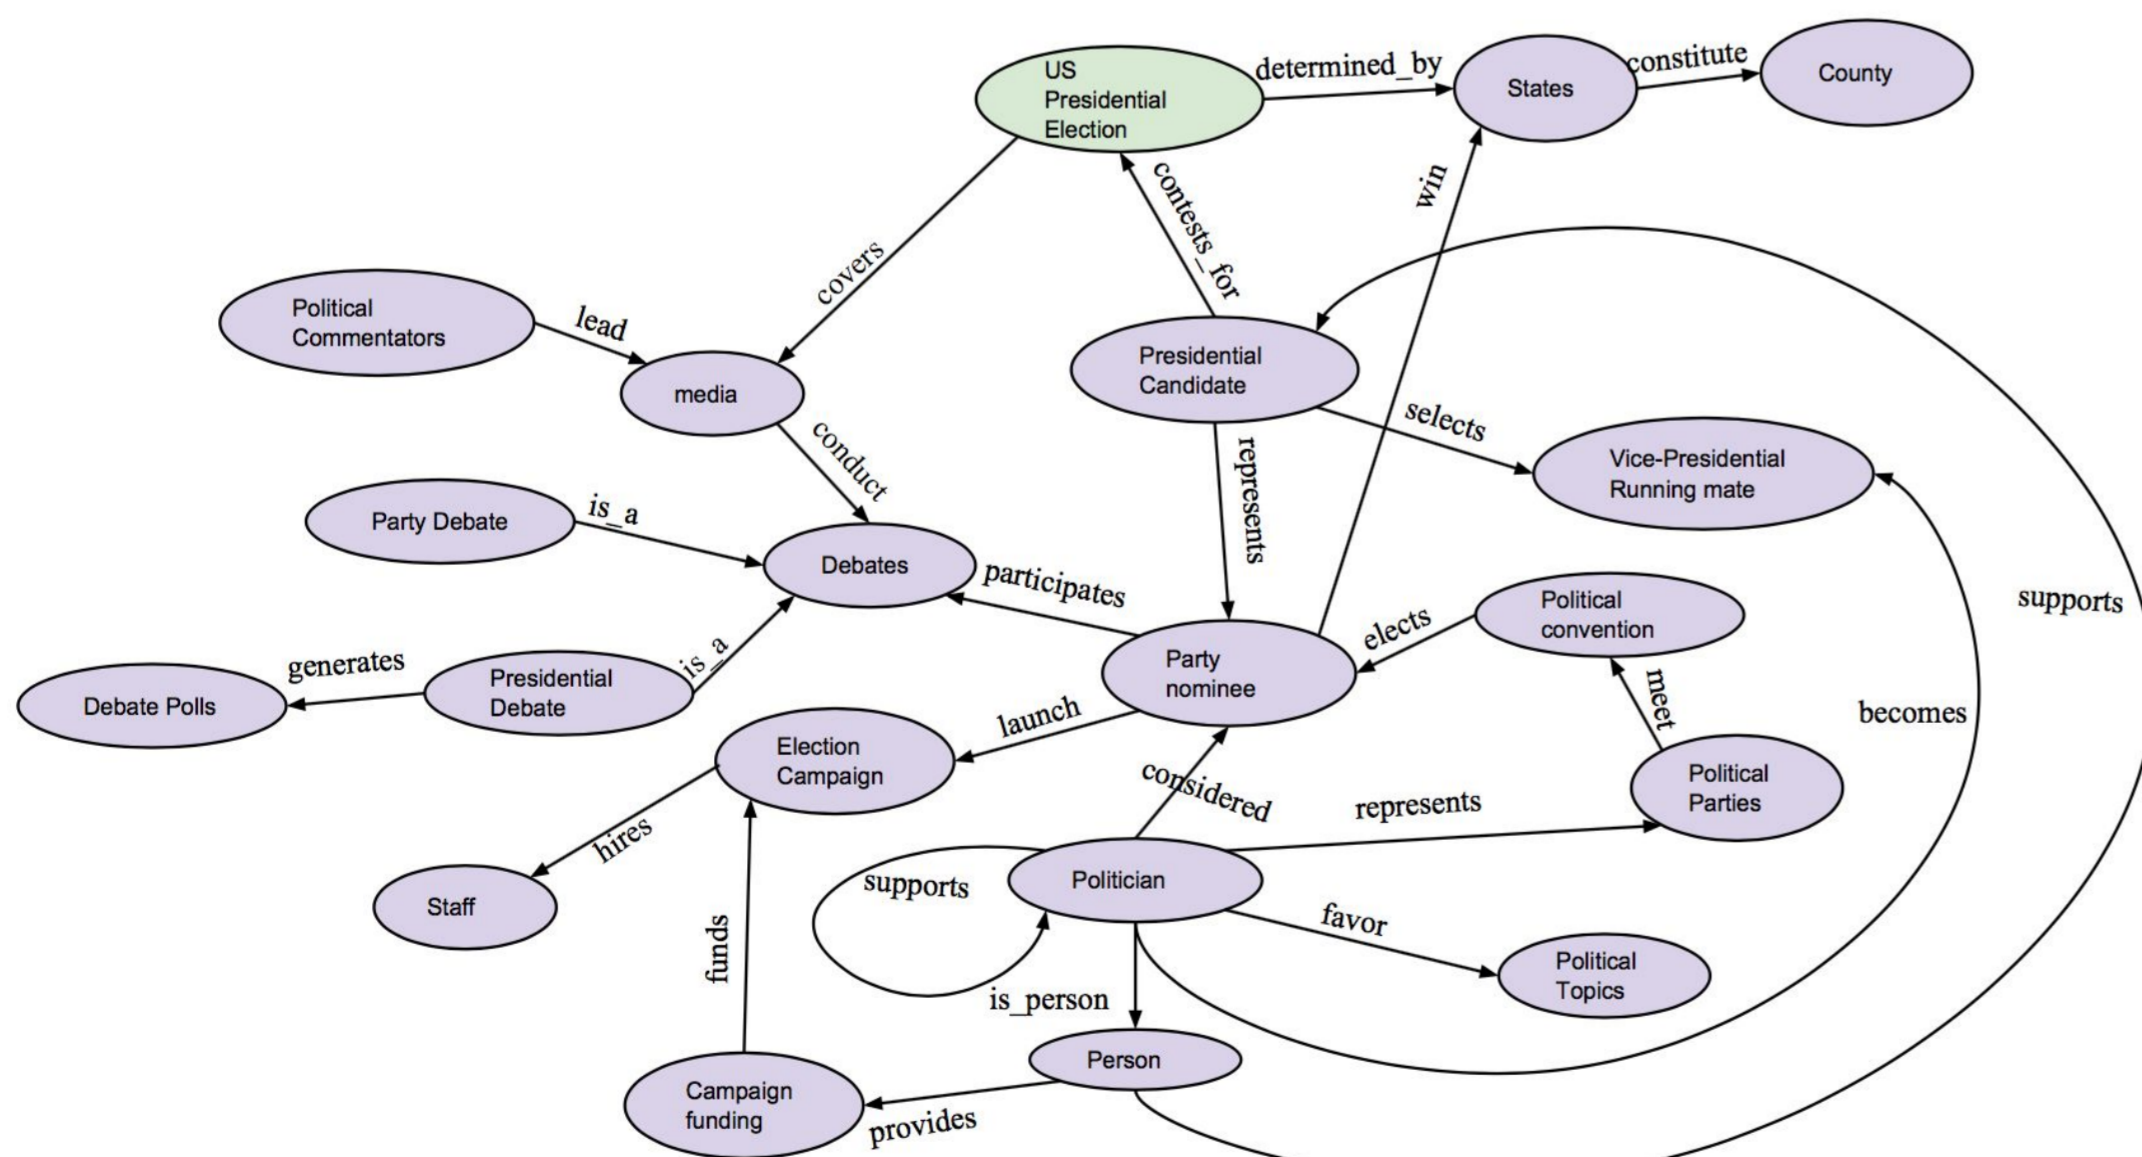 US
Presidential
Election
determined_by
States
constitute
County
contests_for
win
covers
Political
Commentators
lead
media
Presidential
Candidate
selects
conduct
represents
Vice-Presidential
Running mate
Party Debate
is_a
Debates
participates
Political
convention
elects
supports
generates
Debate Polls
Presidential
Debate
is_a
Party
nominee
meet
becomes
launch
Election
Campaign
considered
represents
Political
Parties
hires
supports
Politician
favor
Staff
funds
is_person
Political
Topics
Person
Campaign
funding
provides